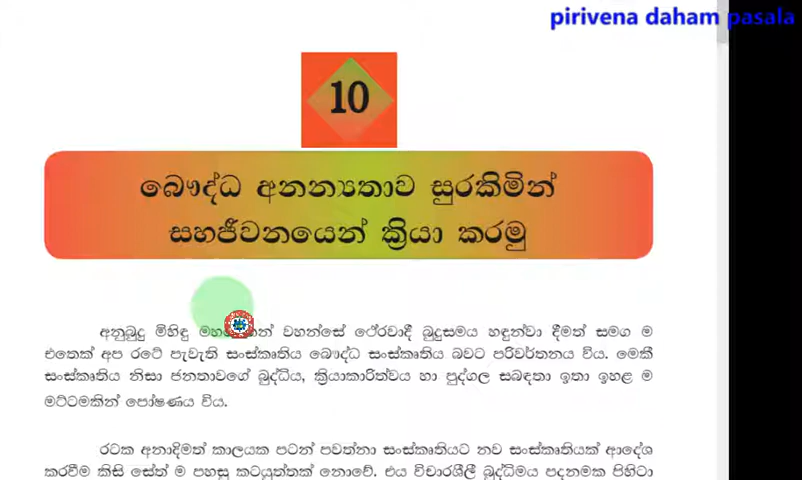 pirivena daham pasala
10
බෞද්ධ අනන්‍යතාව සුරකිමින්
සහජීවනයෙන් ක්‍රියා කරමු
අනුබුදු මිහිඳු වහන්සේ ථේරවාදී බුදුසමය හඳුන්වා දීමත් සමග ම
එතෙක් අප රටේ පැවැති සංස්කෘතිය බෞද්ධ සංස්කෘතිය බවට පරිවර්තනය විය. මෙකී
සංස්කෘතිය නිසා ජනතාවගේ බුද්ධිය, ක්‍රියාකාරිත්වය හා පුද්ගල සබඳතා ඉතා ඉහළ ම
මට්ටමකින් පෝෂණය විය.
රටක අනාදිමත් කාලයක පටන් පවත්නා සංස්කෘතියට නව සංස්කෘතියක් ආදේශ
කරවීම කිසි සේත් ම පහසු කටයුත්තක් නොවේ. එය විචාරශීලී බුද්ධිමය පදනමක පිහිටා